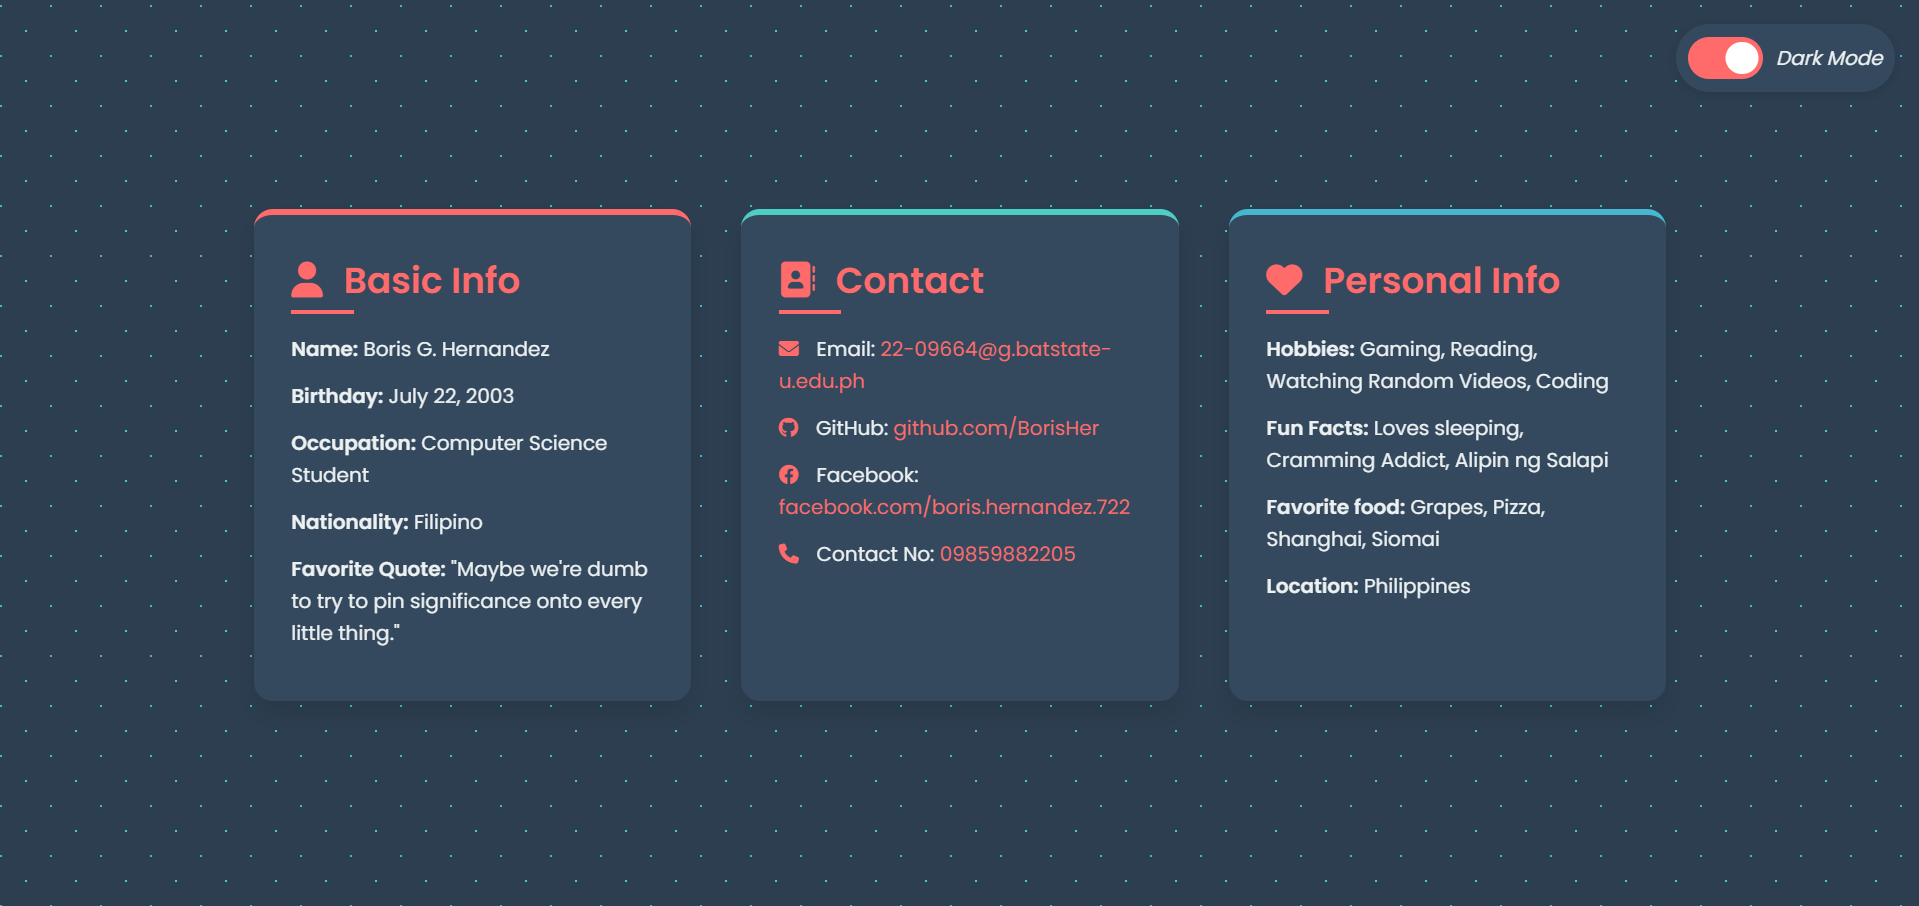 Dark Mode
Basic Info
Name: Boris G. Hernandez
Birthday: July 22, 2003
Occupation: Computer Science
Student
Nationality: Filipino
Favorite Quote: "Maybe we're dumb
to try to pin significance onto every
little thing."
Contact
Email: 22-09664@g.batstate-
u.edu.ph
GitHub: github.com/BorisHer
Facebook:
facebook.com/boris.hernandez.722
Contact No: 09859882205
Personal Info
Hobbies: Gaming, Reading,
Watching Random Videos, Coding
Fun Facts: Loves sleeping,
Cramming Addict, Alipin ng Salapi
Favorite food: Grapes, Pizza,
Shanghai, Siomai
Location: Philippines